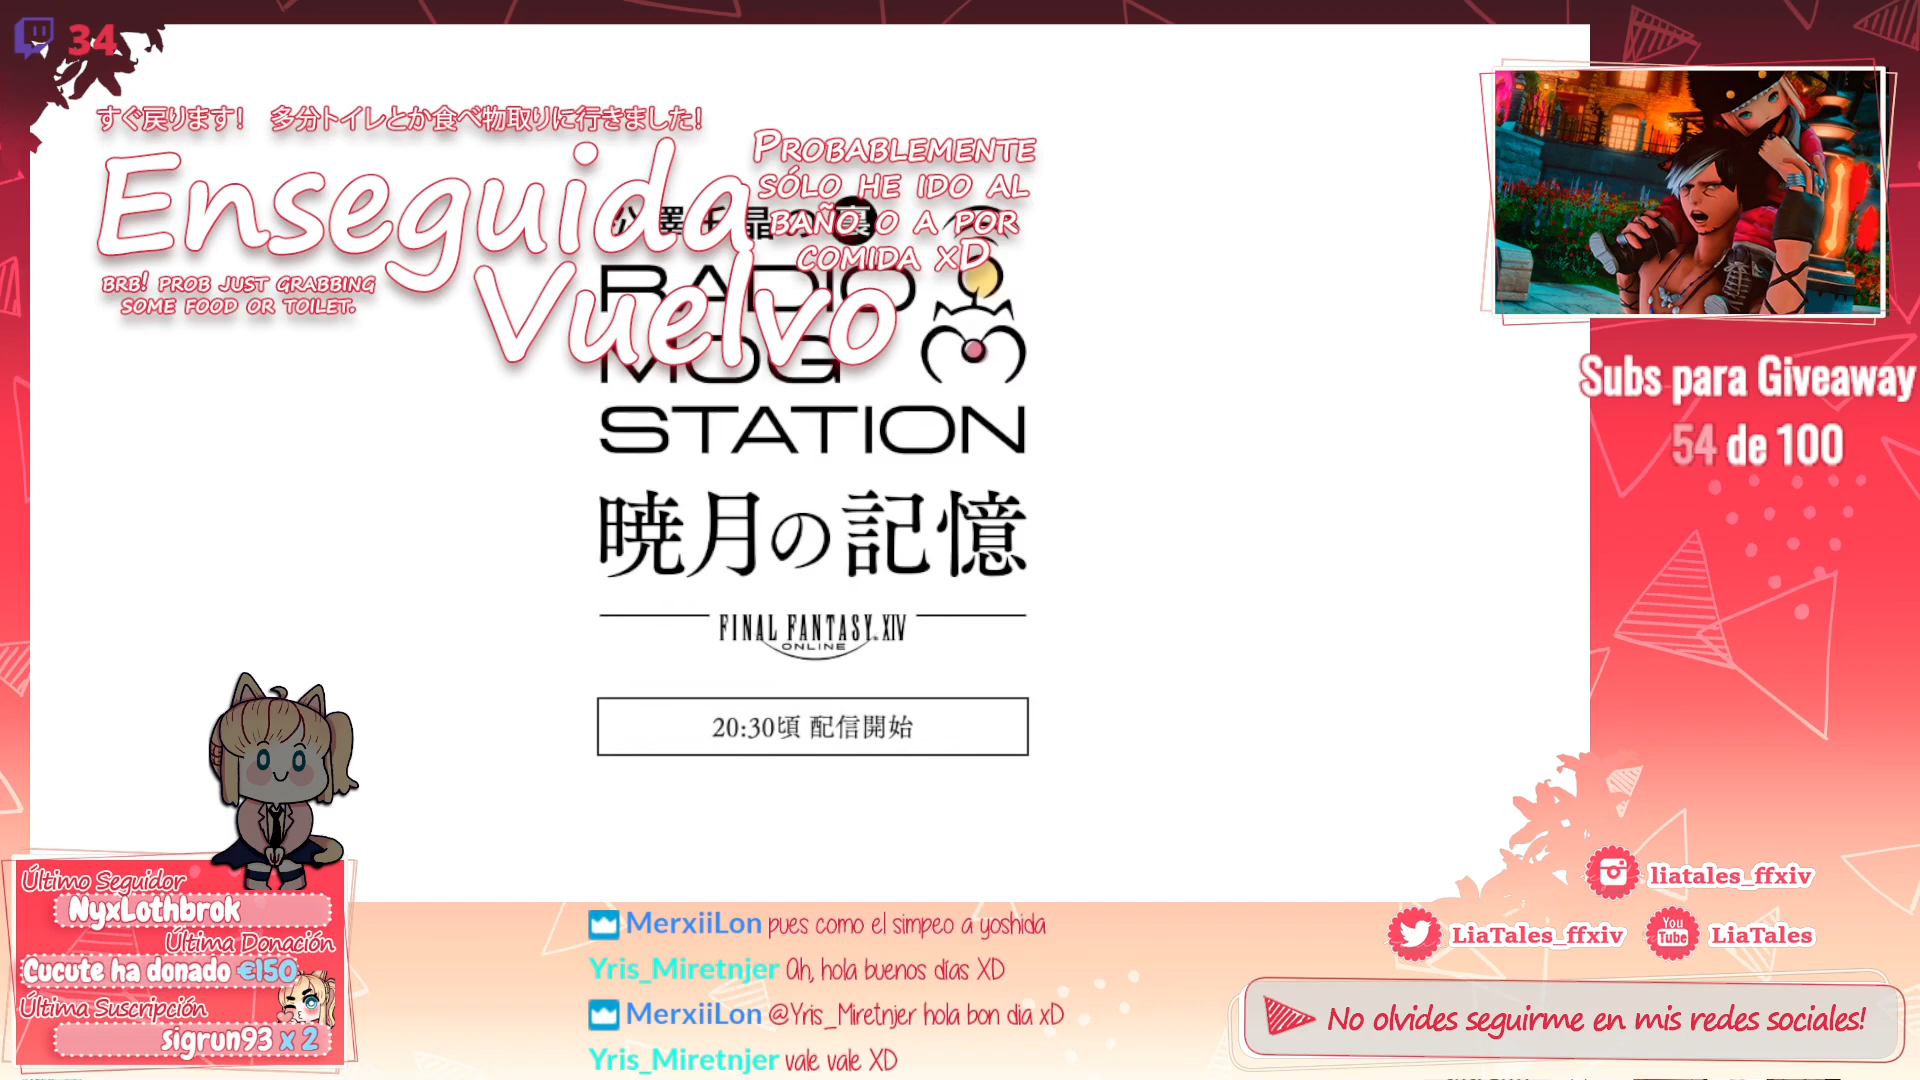 34
すぐ戻ります! 多分トイレとか食べ物取りに行きました!
Enseguida
Vuelvo
PROBABLEMENTE
SÓLO HE IDO AL
BAÑO O A POR
COMIDA XD
BRB! PROB JUST GRABBING
SOME FOOD OR TOILET.
晶の裏
RADIO
MOG
STATION
暁月の記憶
FINAL FANTASY XIV
ONLINE
20:30頃 配信開始
Subs para Giveaway
54 de 100
Último Seguidor
NyxLothbrok
Última Donación
Cucute ha donado €150
Última Suscripción
sigrun93 x 2
MerxiiLon pues como el simpeo a yoshida
Yris_Miretnjer Ah, hola buenos días XD
MerxiiLon @Yris_Miretnjer hola bon dia xD
Yris_Miretnjer vale vale XD
liatales_ffxiv
LiaTales_ffxiv
You Tube
LiaTales
No olvides seguirme en mis redes sociales!